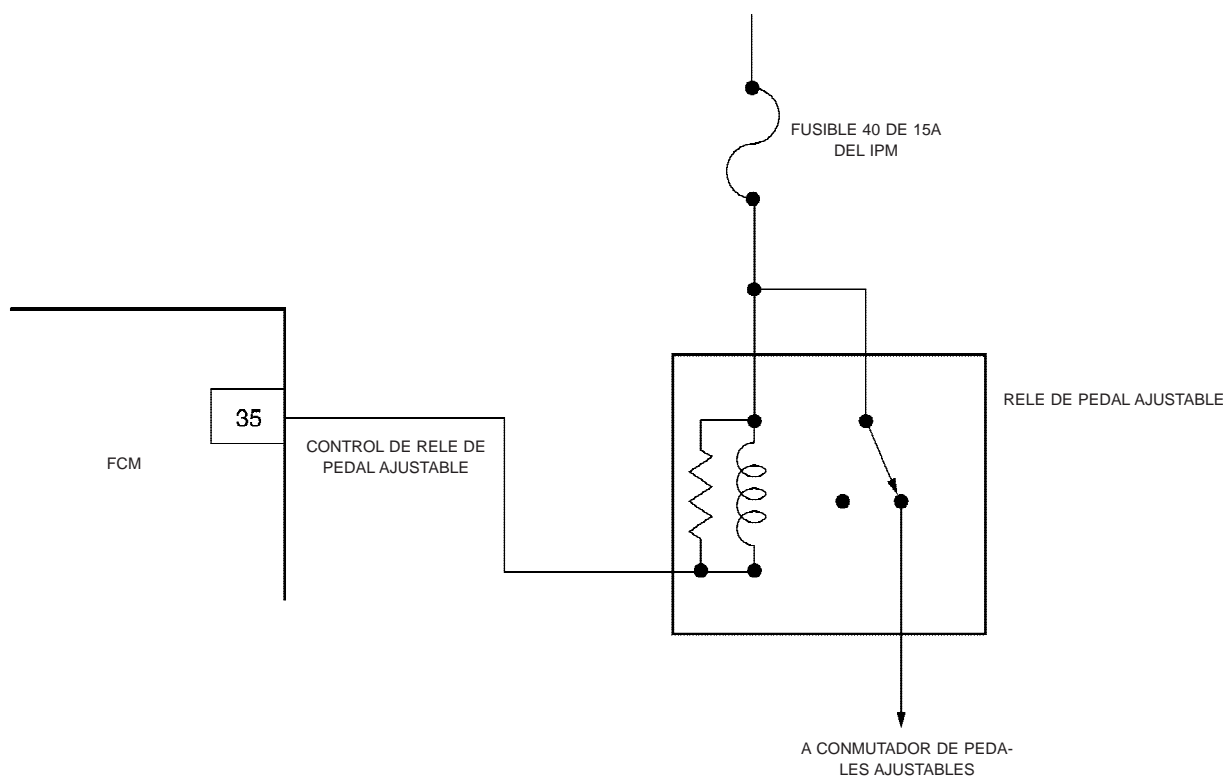 FUSIBLE 40 DE 15A
DEL IPM
RELE DE PEDAL AJUSTABLE
35
CONTROL DE RELE DE
PEDAL AJUSTABLE
FCM
A CONMUTADOR DE PEDA-
LES AJUSTABLES